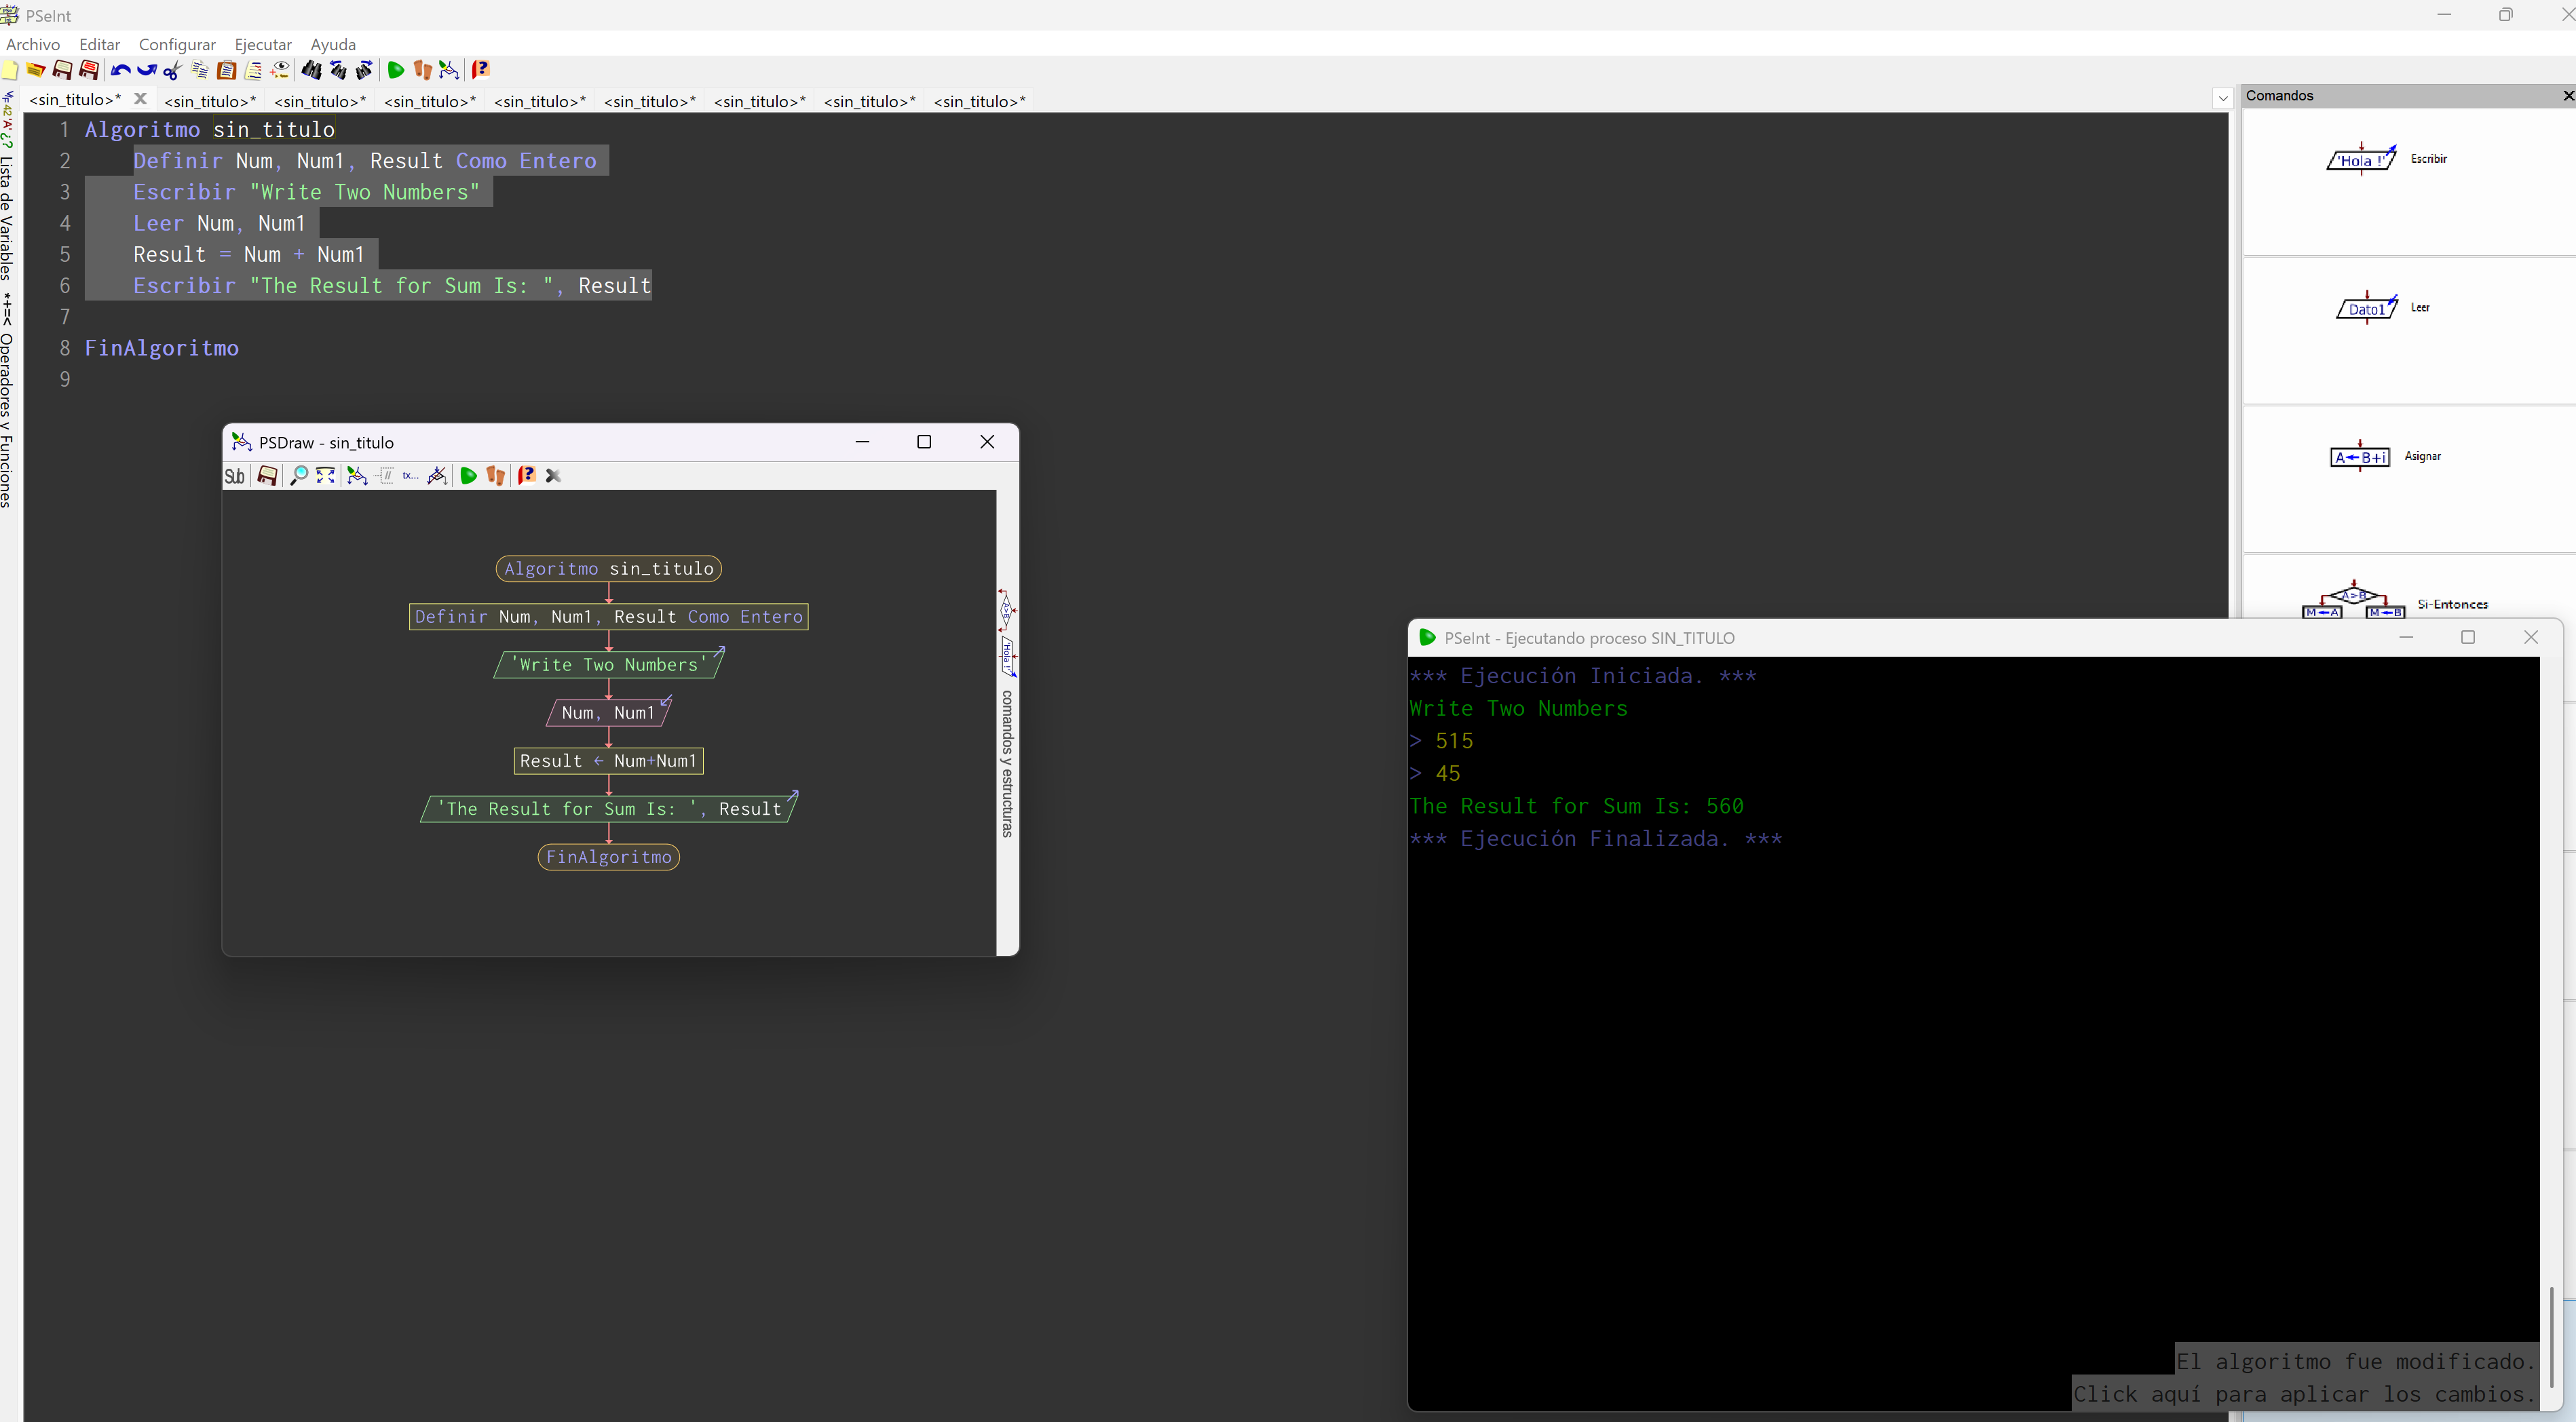 PSeInt
Archivo Editar Configurar Ejecutar Ayuda
<sin_titulo>* <sin_titulo>* <sin_titulo>* <sin_titulo>* <sin_titulo>* <sin_titulo>* <sin_titulo>* <sin_titulo>* <sin_titulo>*
Lista de Variables
*+=< Operadores y Funciones
1 Algoritmo sin_titulo
2 Definir Num, Num1, Result Como Entero
3 Escribir "Write Two Numbers"
4 Leer Num, Num1
5 Result = Num + Num1
6 Escribir "The Result for Sum Is: ", Result
7
8 FinAlgoritmo
9
PSDraw - sin_titulo
Sub
tx...
Algoritmo sin_titulo
Definir Num, Num1, Result Como Entero
'Write Two Numbers'
Num, Num1
Result ← Num+Num1
'The Result for Sum Is: ', Result
FinAlgoritmo
A>B
'Hola !'
comandos y estructuras
Comandos
'Hola !' Escribir
Dato1 Leer
A←B+i Asignar
A>B
M←A M←B Si-Entonces
PSeInt - Ejecutando proceso SIN_TITULO
*** Ejecución Iniciada. ***
Write Two Numbers
> 515
> 45
The Result for Sum Is: 560
*** Ejecución Finalizada. ***
El algoritmo fue modificado.
Click aquí para aplicar los cambios.